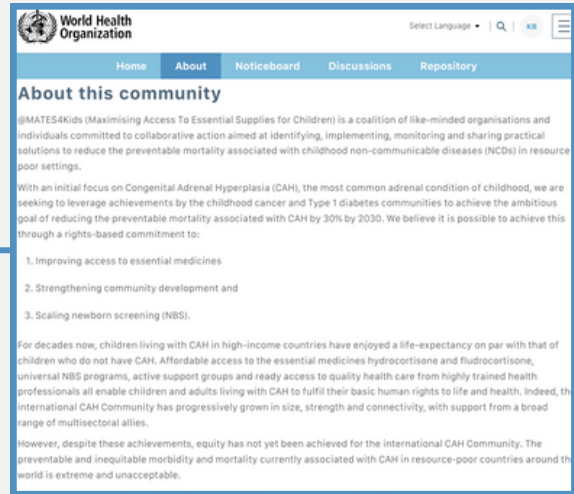 World Health
Organization
Select Language
KB
Home About Noticeboard Discussions Repository
About this community
@MATES4Kids (Maximising Access To Essential Supplies for Children) is a coalition of like-minded organisations and
individuals committed to collaborative action aimed at identifying, implementing, monitoring and sharing practical
solutions to reduce the preventable mortality associated with childhood non-communicable diseases (NCDs) in resource
poor settings.
With an initial focus on Congenital Adrenal Hyperplasia (CAH), the most common adrenal condition of childhood, we are
seeking to leverage achievements by the childhood cancer and Type 1 diabetes communities to achieve the ambitious
goal of reducing the preventable mortality associated with CAH by 30% by 2030. We believe it is possible to achieve this
through a rights-based commitment to:
1. Improving access to essential medicines
2. Strengthening community development and
3. Scaling newborn screening (NBS).
For decades now, children living with CAH in high-income countries have enjoyed a life-expectancy on par with that of
children who do not have CAH. Affordable access to the essential medicines hydrocortisone and fludrocortisone,
universal NBS programs, active support groups and ready access to quality health care from highly trained health
professionals all enable children and adults living with CAH to fulfil their basic human rights to life and health. Indeed, th
international CAH Community has progressively grown in size, strength and connectivity, with support from a broad
range of multisectoral allies.
However, despite these achievements, equity has not yet been achieved for the international CAH Community. The
preventable and inequitable morbidity and mortality currently associated with CAH in resource-poor countries around th
world is extreme and unacceptable.